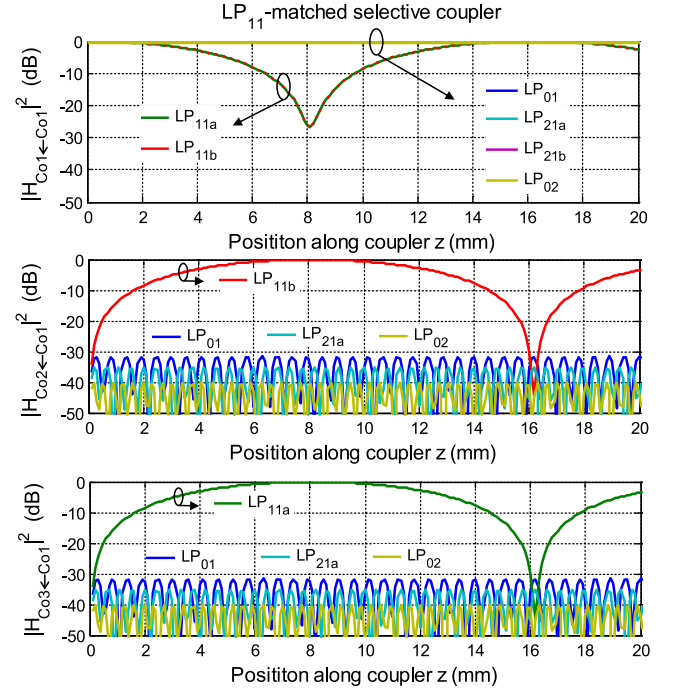 LP11-matched selective coupler
|HCo1←Co1|2 (dB)
0
-10
-20
-30
-40
-50
LP11a
LP11b
LP01
LP21a
LP21b
LP02
0 2 4 6 8 10 12 14 16 18 20
Posititon along coupler z (mm)
|HCo2←Co1|2 (dB)
0
-10
-20
-30
-40
-50
LP11b
LP01 LP21a LP02
0 2 4 6 8 10 12 14 16 18 20
Posititon along coupler z (mm)
|HCo3←Co1|2 (dB)
0
-10
-20
-30
-40
-50
LP11a
LP01 LP21a LP02
0 2 4 6 8 10 12 14 16 18 20
Posititon along coupler z (mm)